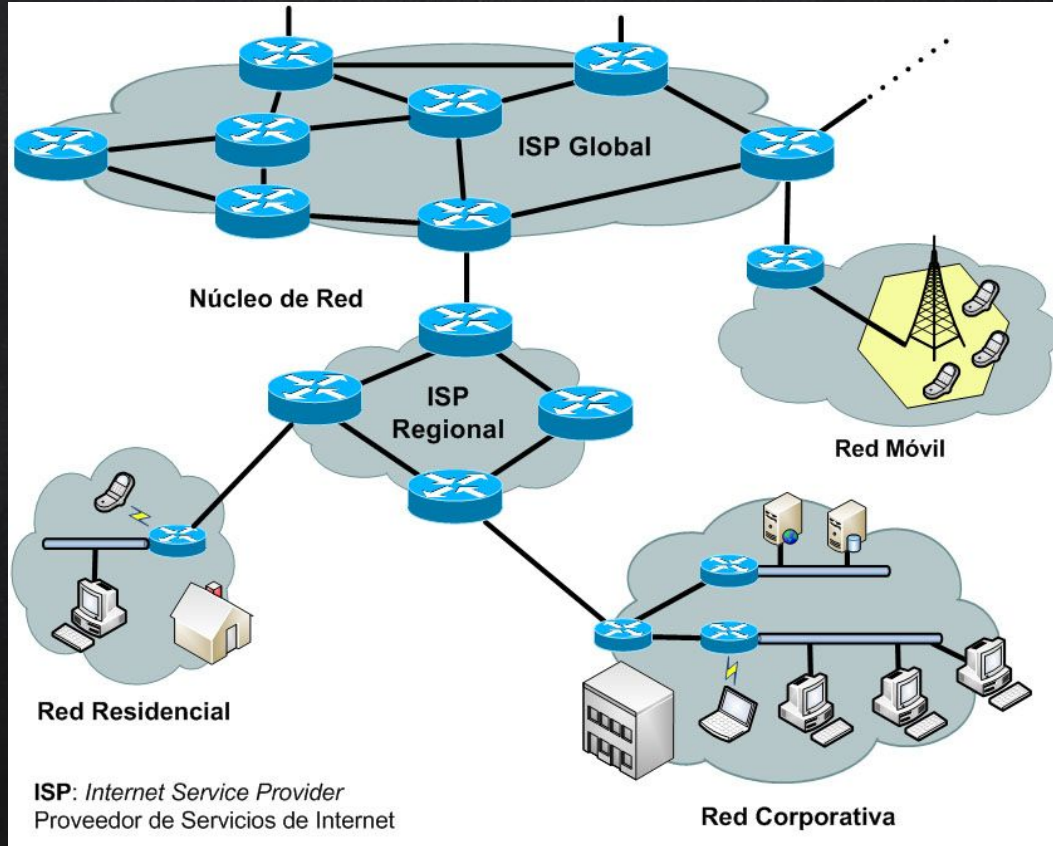 ISP Global
Núcleo de Red
ISP
Regional
Red Móvil
Red Residencial
ISP: Internet Service Provider
Proveedor de Servicios de Internet
Red Corporativa